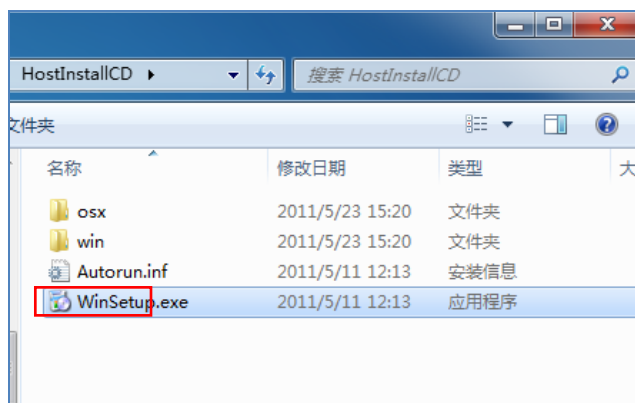 HostInstallCD
搜索 HostInstallCD
文件夹
名称 修改日期 类型 大
osx 2011/5/23 15:20 文件夹
win 2011/5/23 15:20 文件夹
Autorun.inf 2011/5/11 12:13 安装信息
WinSetup.exe 2011/5/11 12:13 应用程序